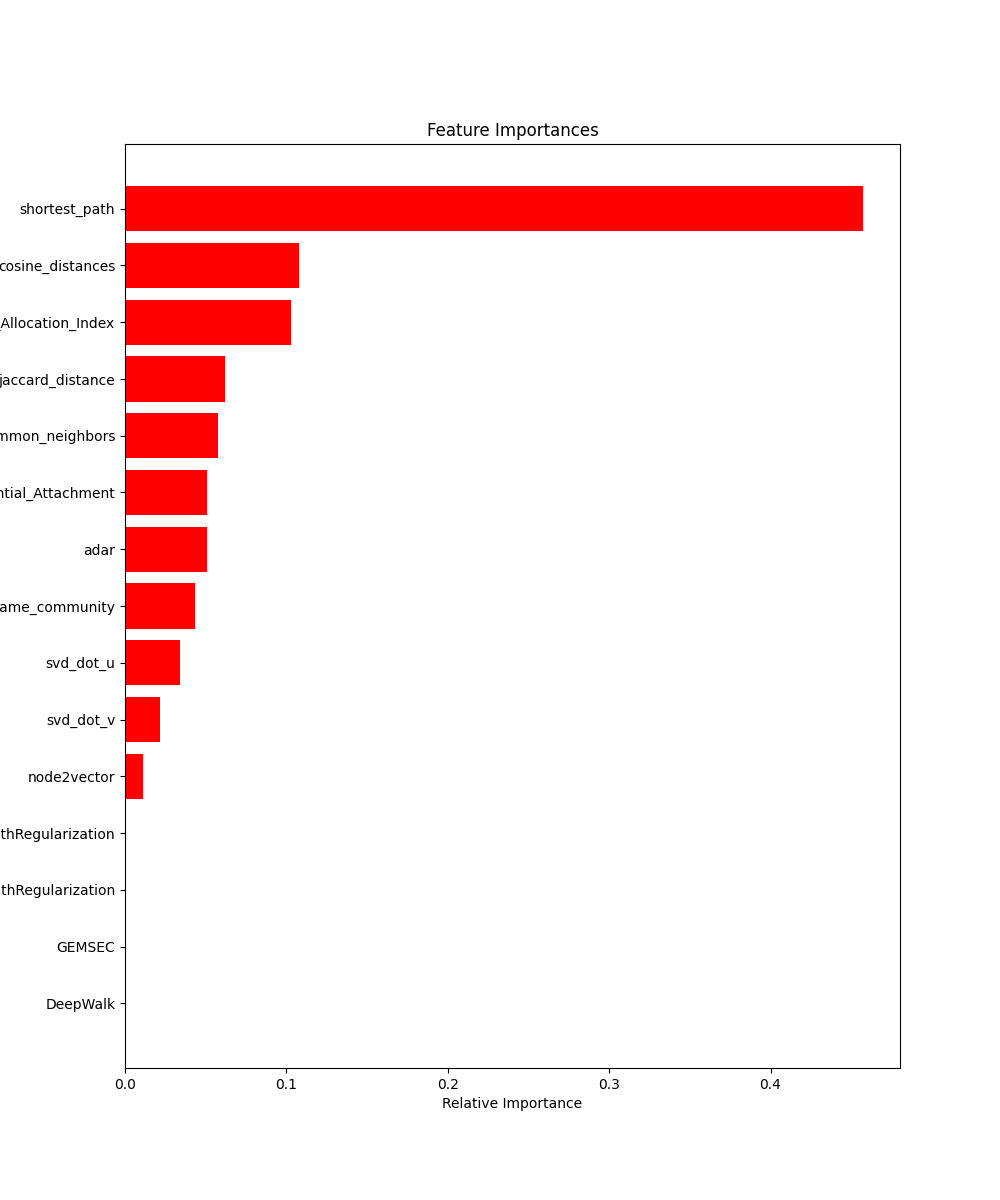 Feature Importances
shortest_path
cosine_distances
_Allocation_Index
jaccard_distance
mmon_neighbors
ntial_Attachment
adar
ame_community
svd_dot_u
svd_dot_v
node2vector
thRegularization
thRegularization
GEMSEC
DeepWalk
0.0 0.1 0.2 0.3 0.4
Relative Importance